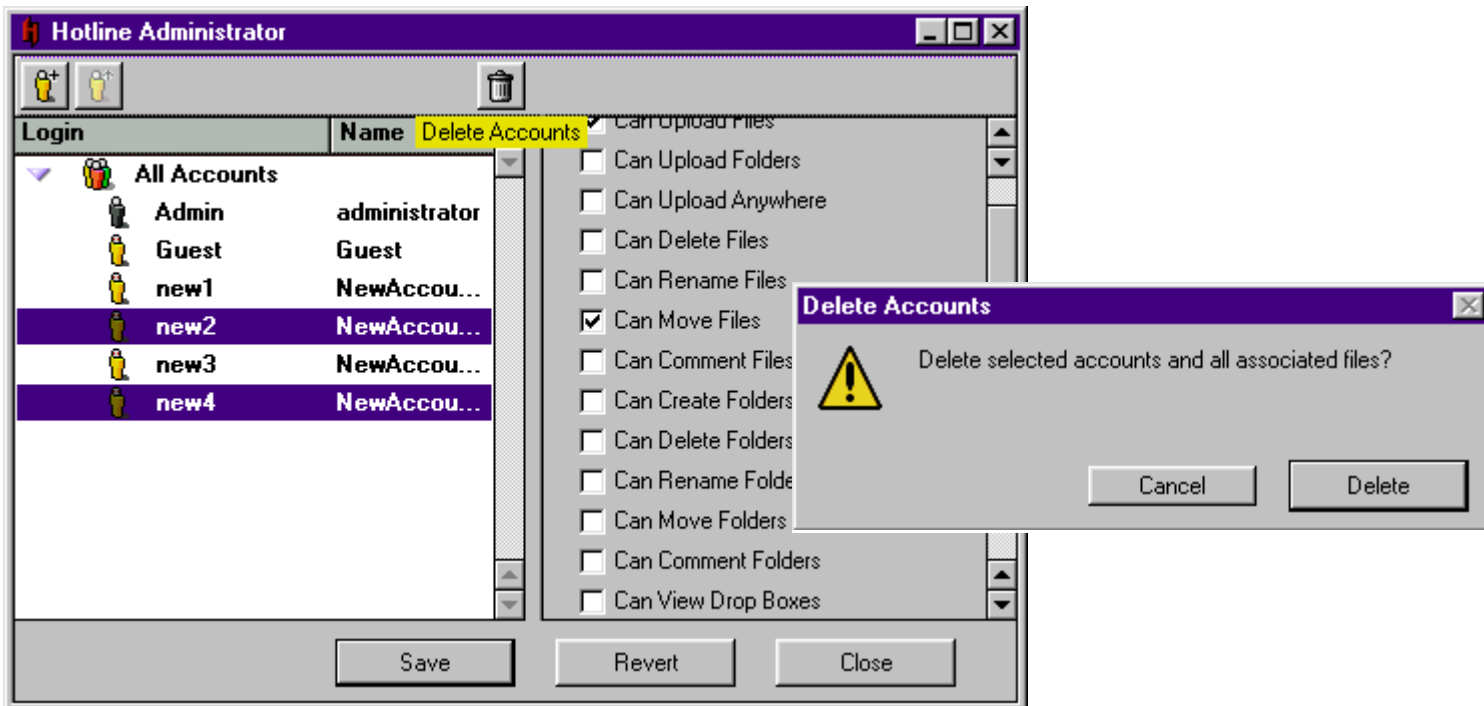 Hotline Administrator
Login Name Delete Accounts
All Accounts
Admin administrator
Guest Guest
new1 NewAccou...
new2 NewAccou...
new3 NewAccou...
new4 NewAccou...
Can Upload Files
Can Upload Folders
Can Upload Anywhere
Can Delete Files
Can Rename Files
Can Move Files
Can Comment Files
Can Create Folders
Can Delete Folders
Can Rename Folde
Can Move Folders
Can Comment Folders
Can View Drop Boxes
Save Revert Close
Delete Accounts
Delete selected accounts and all associated files?
Cancel Delete